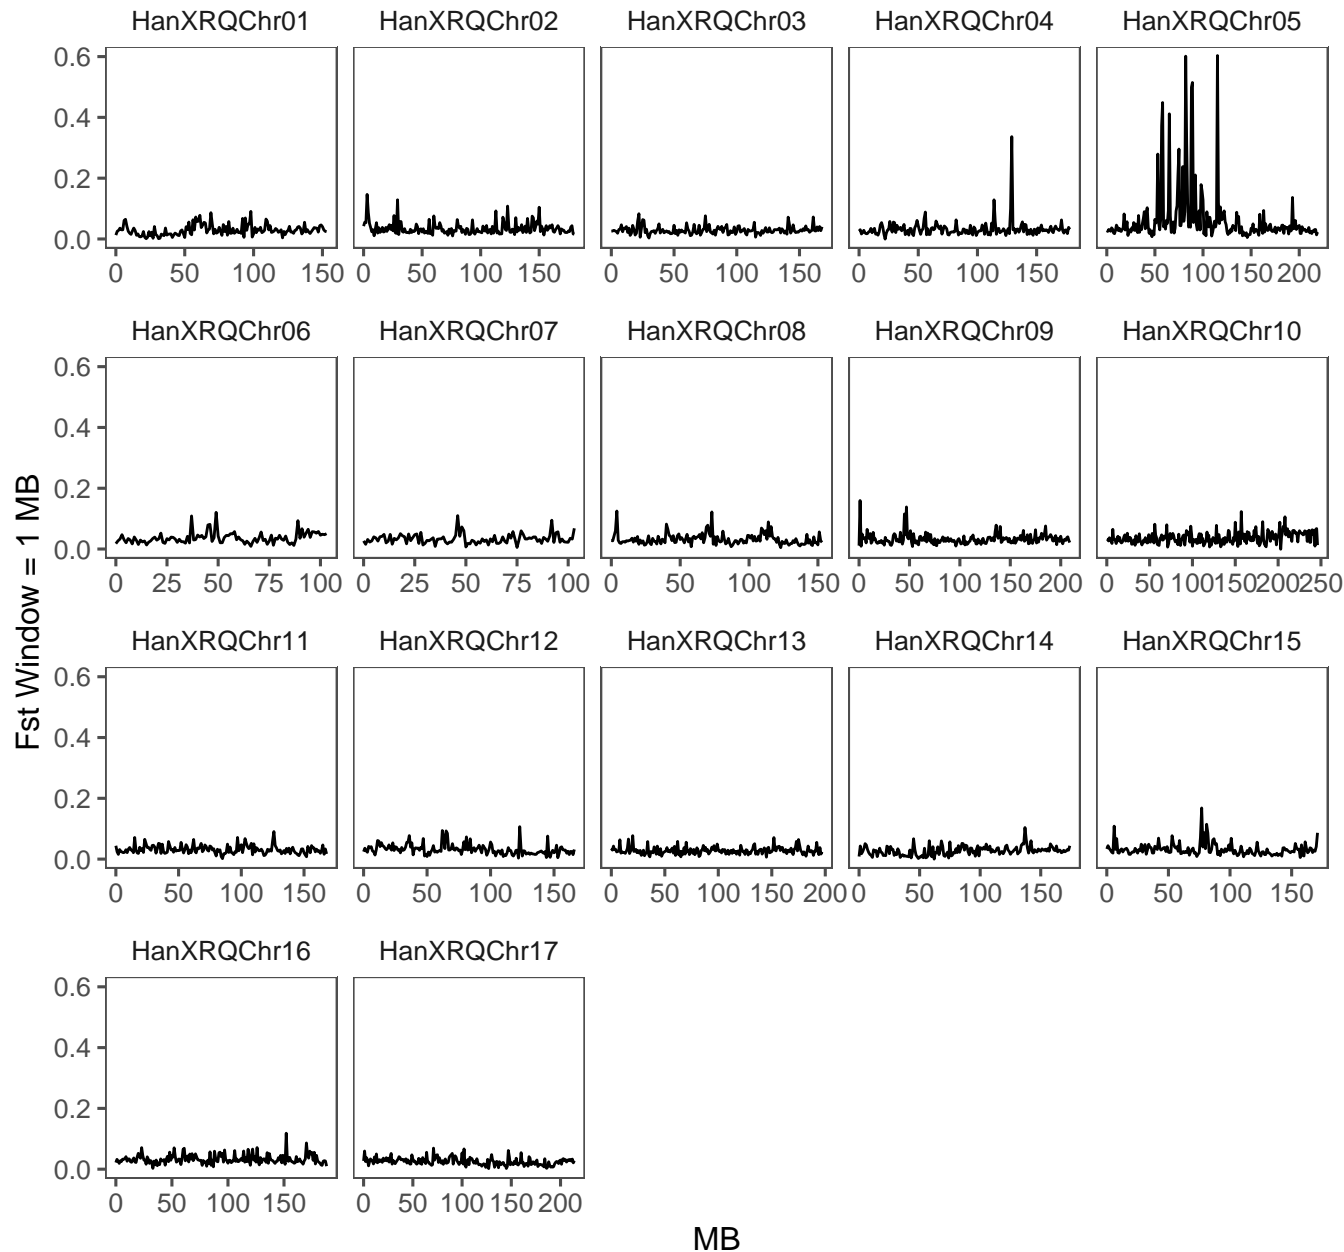 HanXRQChr01 HanXRQChr02 HanXRQChr03 HanXRQChr04 HanXRQChr05
0.6
0.4
0.2
0.0
0 50 100 150 0 50 100 150 0 50 100 150 0 50 100 150 0 50 100 150 200
HanXRQChr06 HanXRQChr07 HanXRQChr08 HanXRQChr09 HanXRQChr10
0.6
0.4
0.2
0.0
0 25 50 75 100 0 25 50 75 100 0 50 100 150 0 50 100 150 200 0 50 100 150 200 250
Fst Window = 1 MB
HanXRQChr11 HanXRQChr12 HanXRQChr13 HanXRQChr14 HanXRQChr15
0.6
0.4
0.2
0.0
0 50 100 150 0 50 100 150 0 50 100 150 200 0 50 100 150 0 50 100 150
HanXRQChr16 HanXRQChr17
0.6
0.4
0.2
0.0
0 50 100 150 0 50 100 150 200
MB